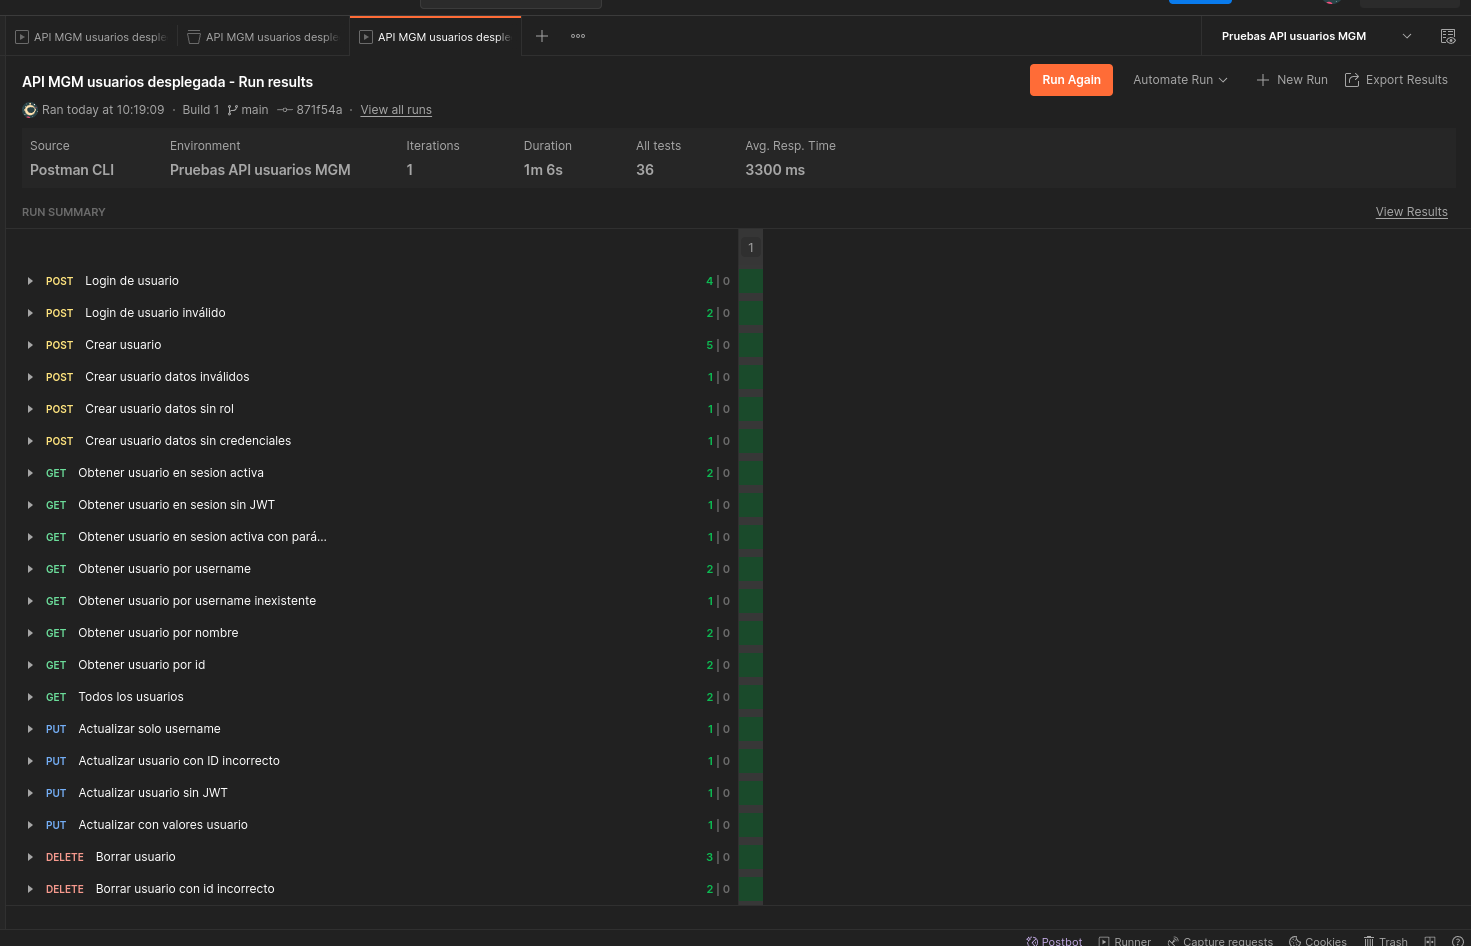 API MGM usuarios desple
API MGM usuarios desple
API MGM usuarios desple
Pruebas API usuarios MGM
API MGM usuarios desplegada - Run results
Run Again
Automate Run
New Run
Export Results
Ran today at 10:19:09 · Build 1 main 871f54a · View all runs
Source
Environment
Iterations
Duration
All tests
Avg. Resp. Time
Postman CLI
Pruebas API usuarios MGM
1
1m 6s
36
3300 ms
RUN SUMMARY
View Results
1
POST Login de usuario 4 | 0
POST Login de usuario inválido 2 | 0
POST Crear usuario 5 | 0
POST Crear usuario datos inválidos 1 | 0
POST Crear usuario datos sin rol 1 | 0
POST Crear usuario datos sin credenciales 1 | 0
GET Obtener usuario en sesion activa 2 | 0
GET Obtener usuario en sesion sin JWT 1 | 0
GET Obtener usuario en sesion activa con pará... 1 | 0
GET Obtener usuario por username 2 | 0
GET Obtener usuario por username inexistente 1 | 0
GET Obtener usuario por nombre 2 | 0
GET Obtener usuario por id 2 | 0
GET Todos los usuarios 2 | 0
PUT Actualizar solo username 1 | 0
PUT Actualizar usuario con ID incorrecto 1 | 0
PUT Actualizar usuario sin JWT 1 | 0
PUT Actualizar con valores usuario 1 | 0
DELETE Borrar usuario 3 | 0
DELETE Borrar usuario con id incorrecto 2 | 0
Postbot
Runner
Capture requests
Cookies
Trash